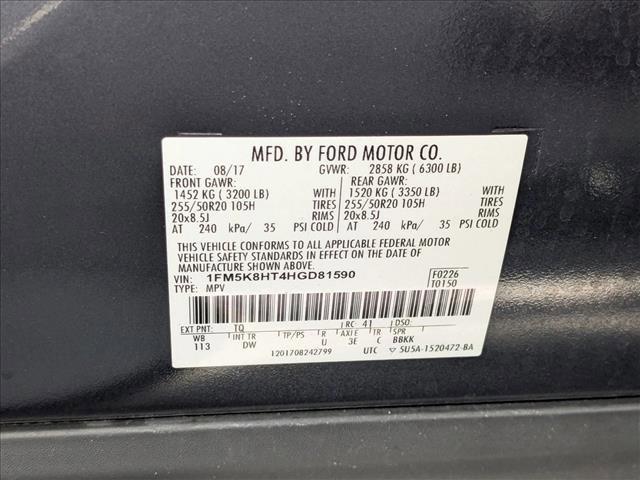 MFD. BY FORD MOTOR CO.
DATE: 08/17 GVWR: 2858 KG ( 6300 LB)
FRONT GAWR: REAR GAWR:
1452 KG ( 3200 LB) WITH 1520 KG ( 3350 LB) WITH
255/50R20 105H TIRES 255/50R20 105H TIRES
20x8.5J RIMS 20x8.5J RIMS
AT 240 kPa/ 35 PSI COLD AT 240 kPa/ 35 PSI COLD
THIS VEHICLE CONFORMS TO ALL APPLICABLE FEDERAL MOTOR
VEHICLE SAFETY STANDARDS IN EFFECT ON THE DATE OF
MANUFACTURE SHOWN ABOVE.
VIN: 1FM5K8HT4HGD81590 F0226
TYPE: MPV T0150
EXT PNT: TQ RC: 41 DSO:
WB INT TR TP/PS R AXLE TR SPR
113 DW U 3E C BBKK
1201708242799 UTC ▽ 5U5A-1520472-BA